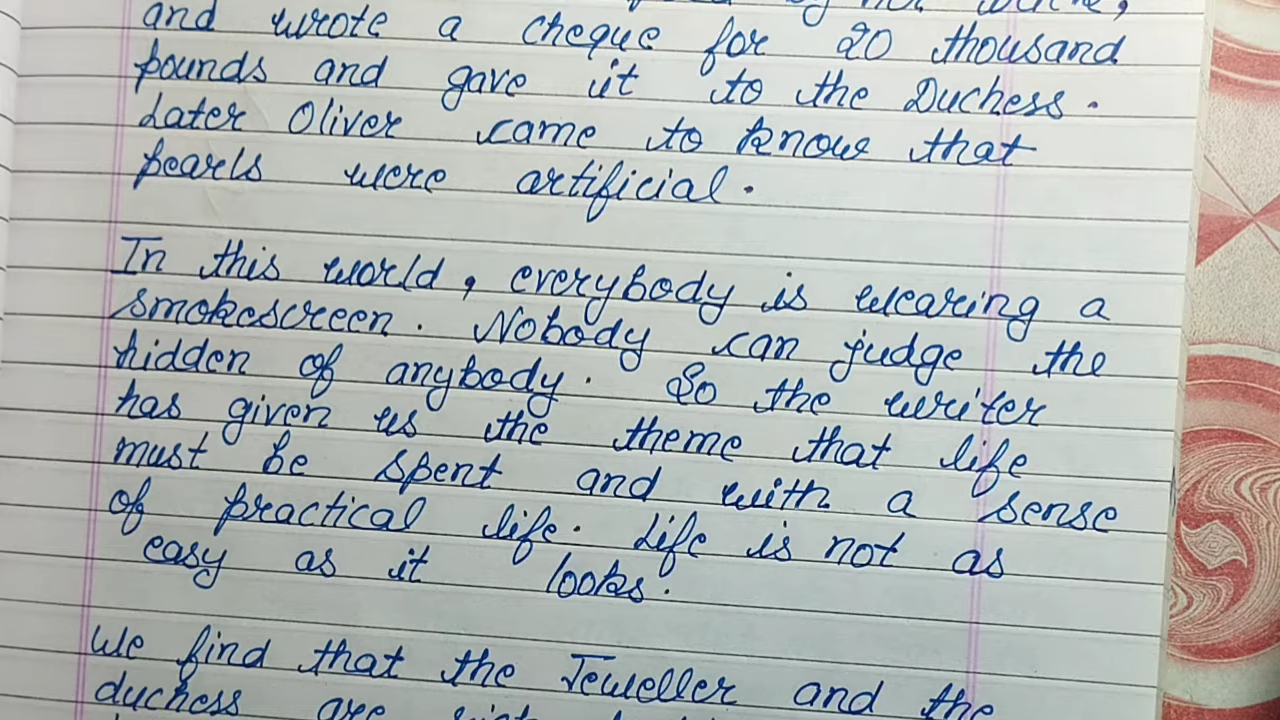 and wrote a cheque for 20 thousand
pounds and gave it to the Duchess.
Later Oliver came to know that
pearls were artificial.
In this world, everybody is wearing a
smokescreen. Nobody can judge the
hidden of anybody. So the writer
has given us the theme that life
must be spent and with a sense
of practical life. Life is not as
easy as it looks.
We find that the Jeweller and the
duchess are